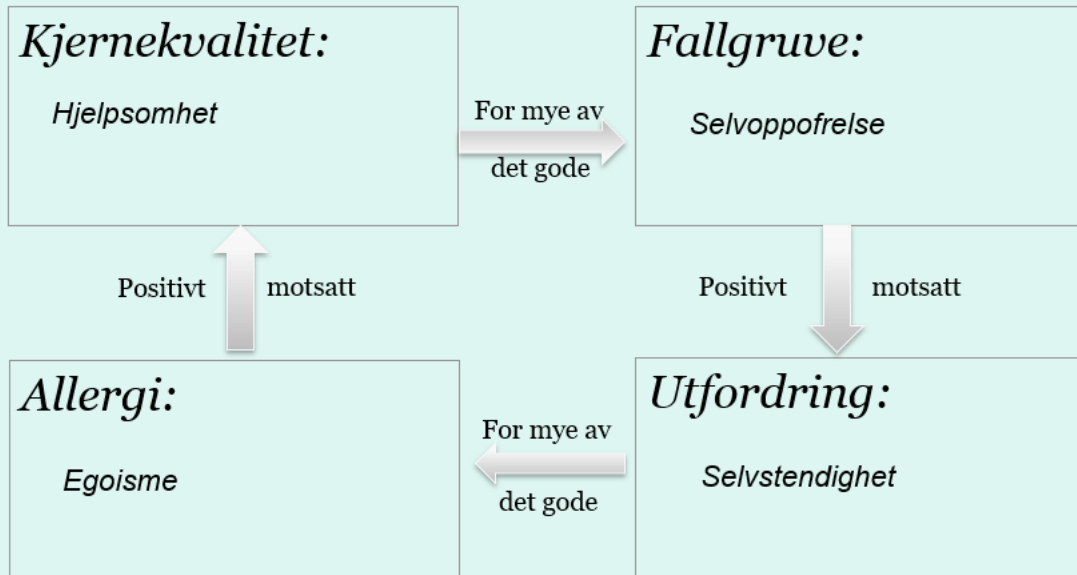 Kjernekvalitet:
Hjelpsomhet
For mye av
det gode
Fallgruve:
Selvoppofrelse
Positivt motsatt
Positivt motsatt
Allergi:
Egoisme
For mye av
det gode
Utfordring:
Selvstendighet